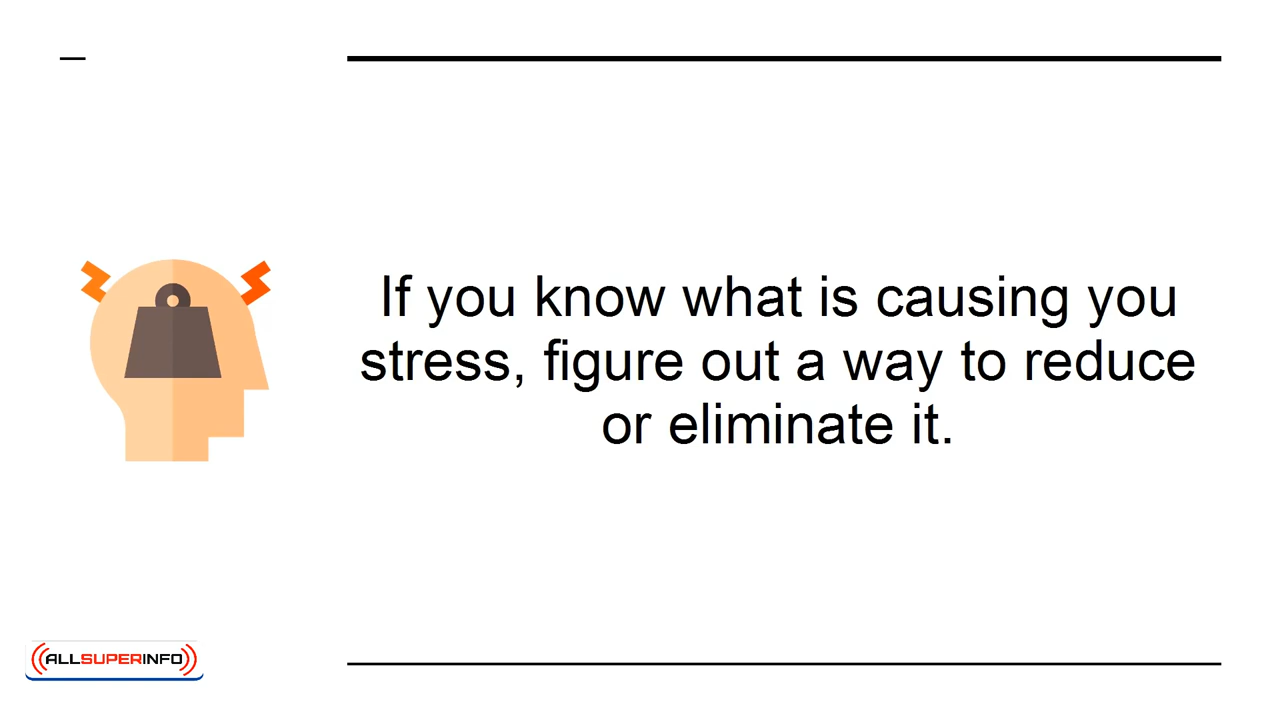 If you know what is causing you
stress, figure out a way to reduce
or eliminate it.
ALLSUPERINFO